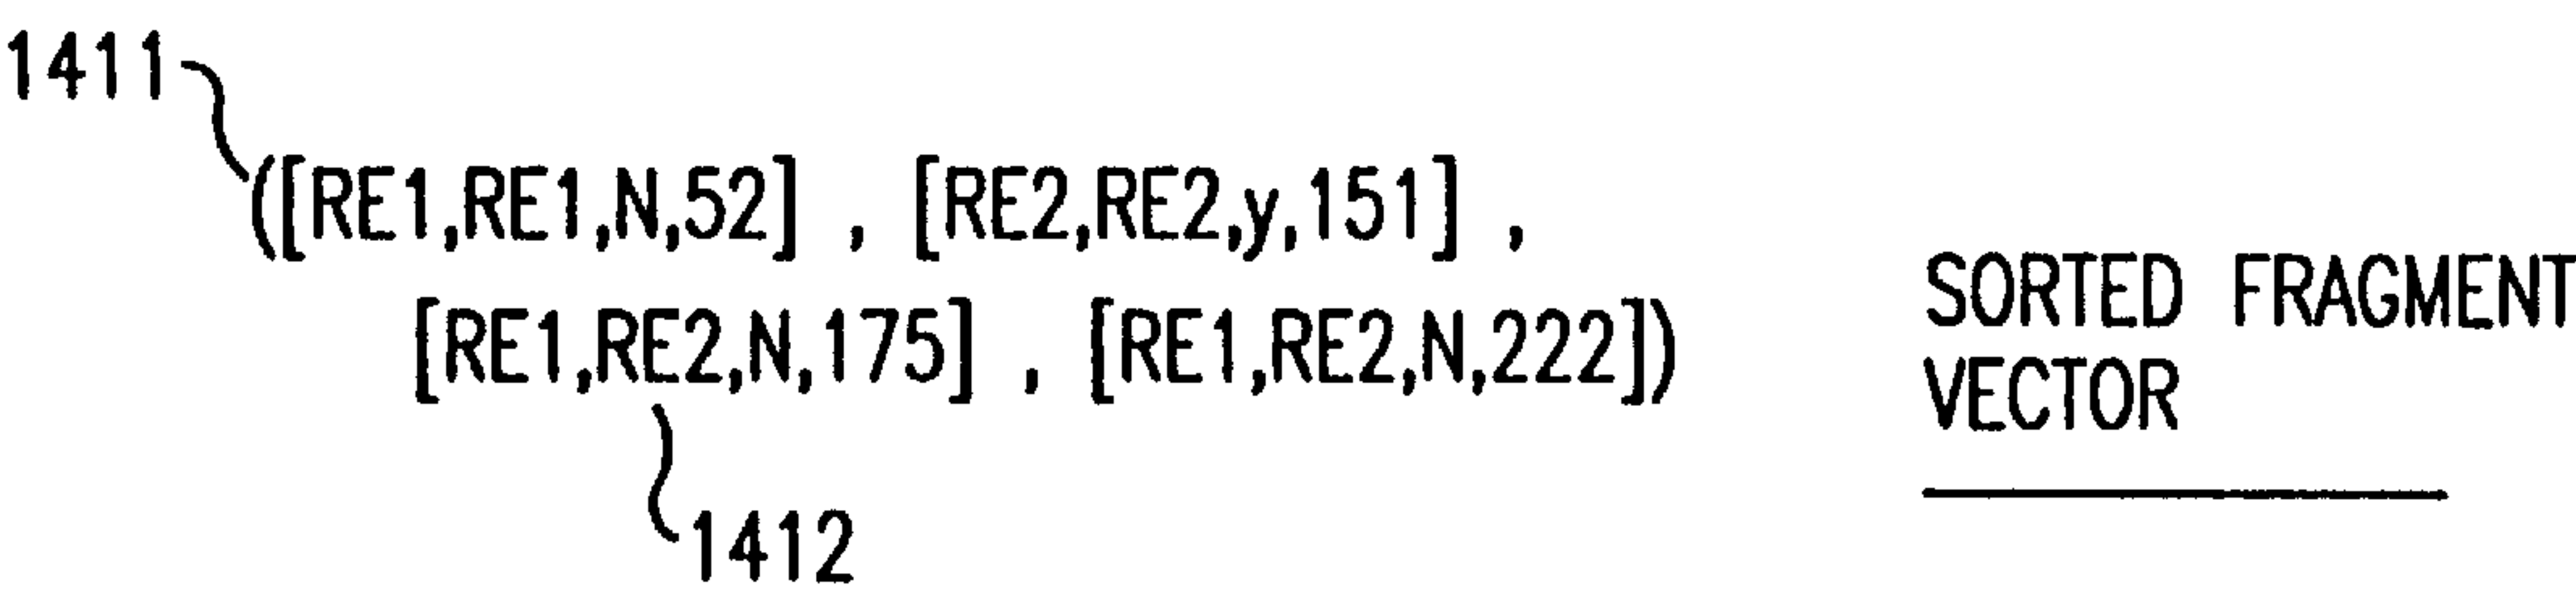 1411
([RE1,RE1,N,52] , [RE2,RE2,y,151] ,
[RE1,RE2,N,175] , [RE1,RE2,N,222])
1412
SORTED FRAGMENT
VECTOR